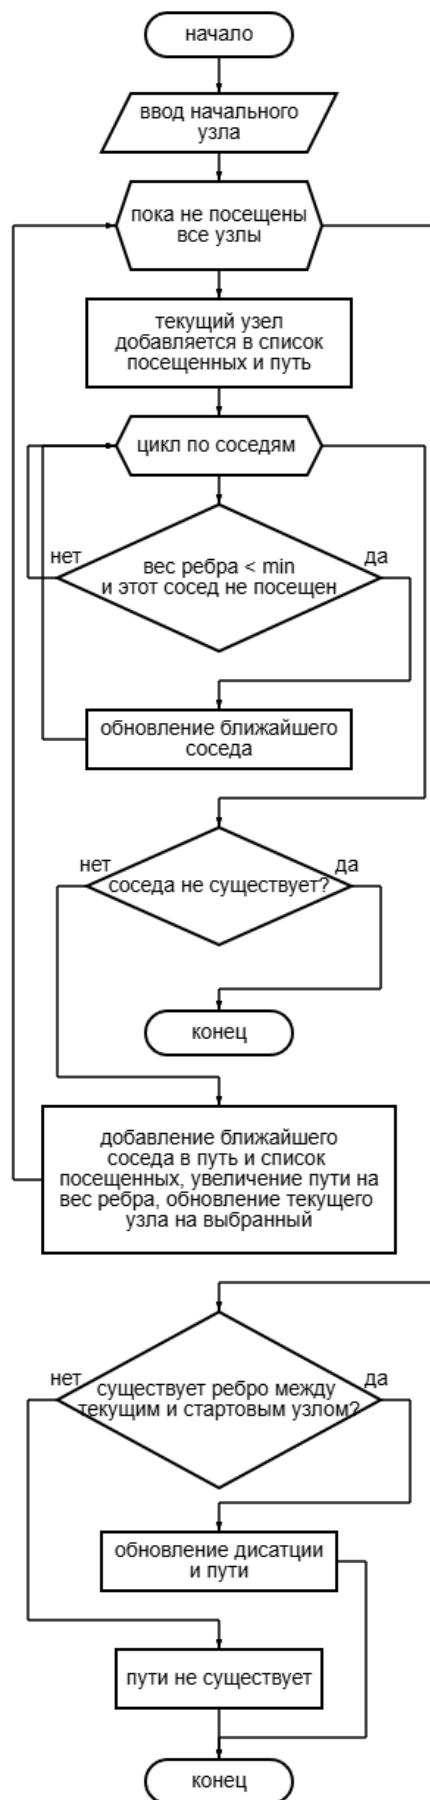 начало
ввод начального
узла
пока не посещены
все узлы
текущий узел
добавляется в список
посещенных и путь
цикл по соседям
нет
да
вес ребра < min
и этот сосед не посещен
обновление ближайшего
соседа
нет
да
соседа не существует?
конец
добавление ближайшего
соседа в путь и список
посещенных, увеличение пути на
вес ребра, обновление текущего
узла на выбранный
нет
да
существует ребро между
текущим и стартовым узлом?
обновление дисатции
и пути
пути не существует
конец